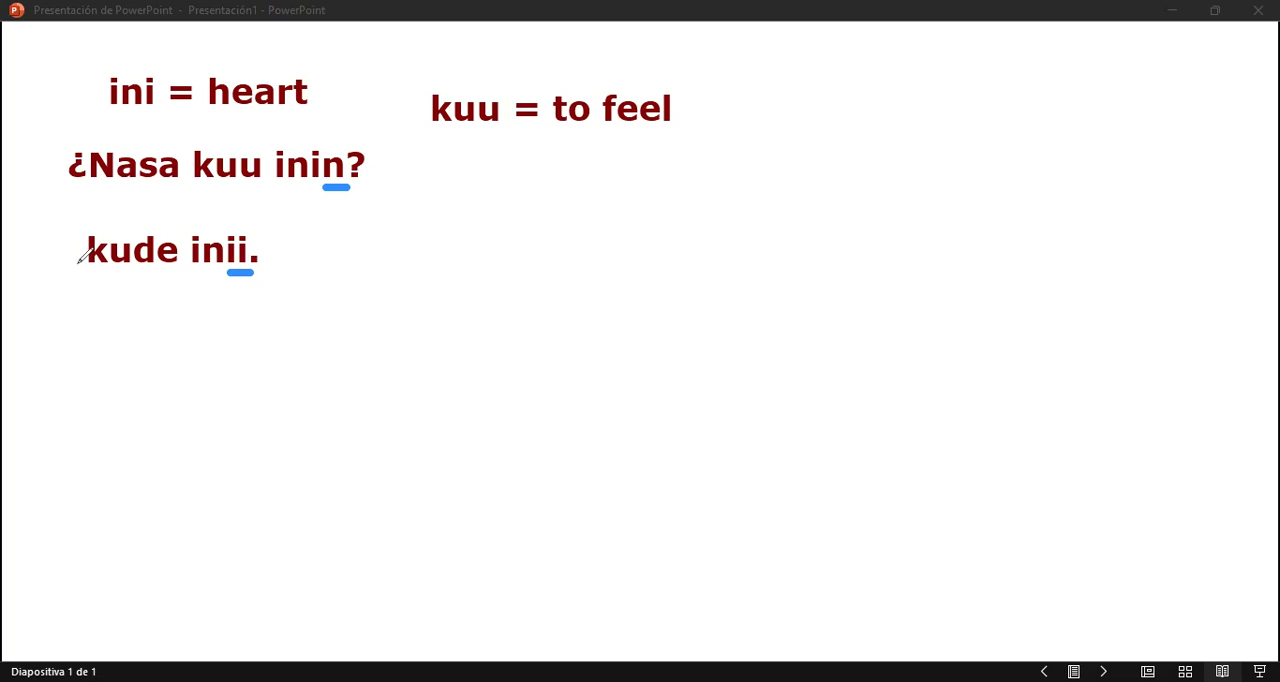 Presentación de PowerPoint - Presentación1 - PowerPoint
ini = heart
kuu = to feel
¿Nasa kuu inin?
kude inii.
Diapositiva 1 de 1